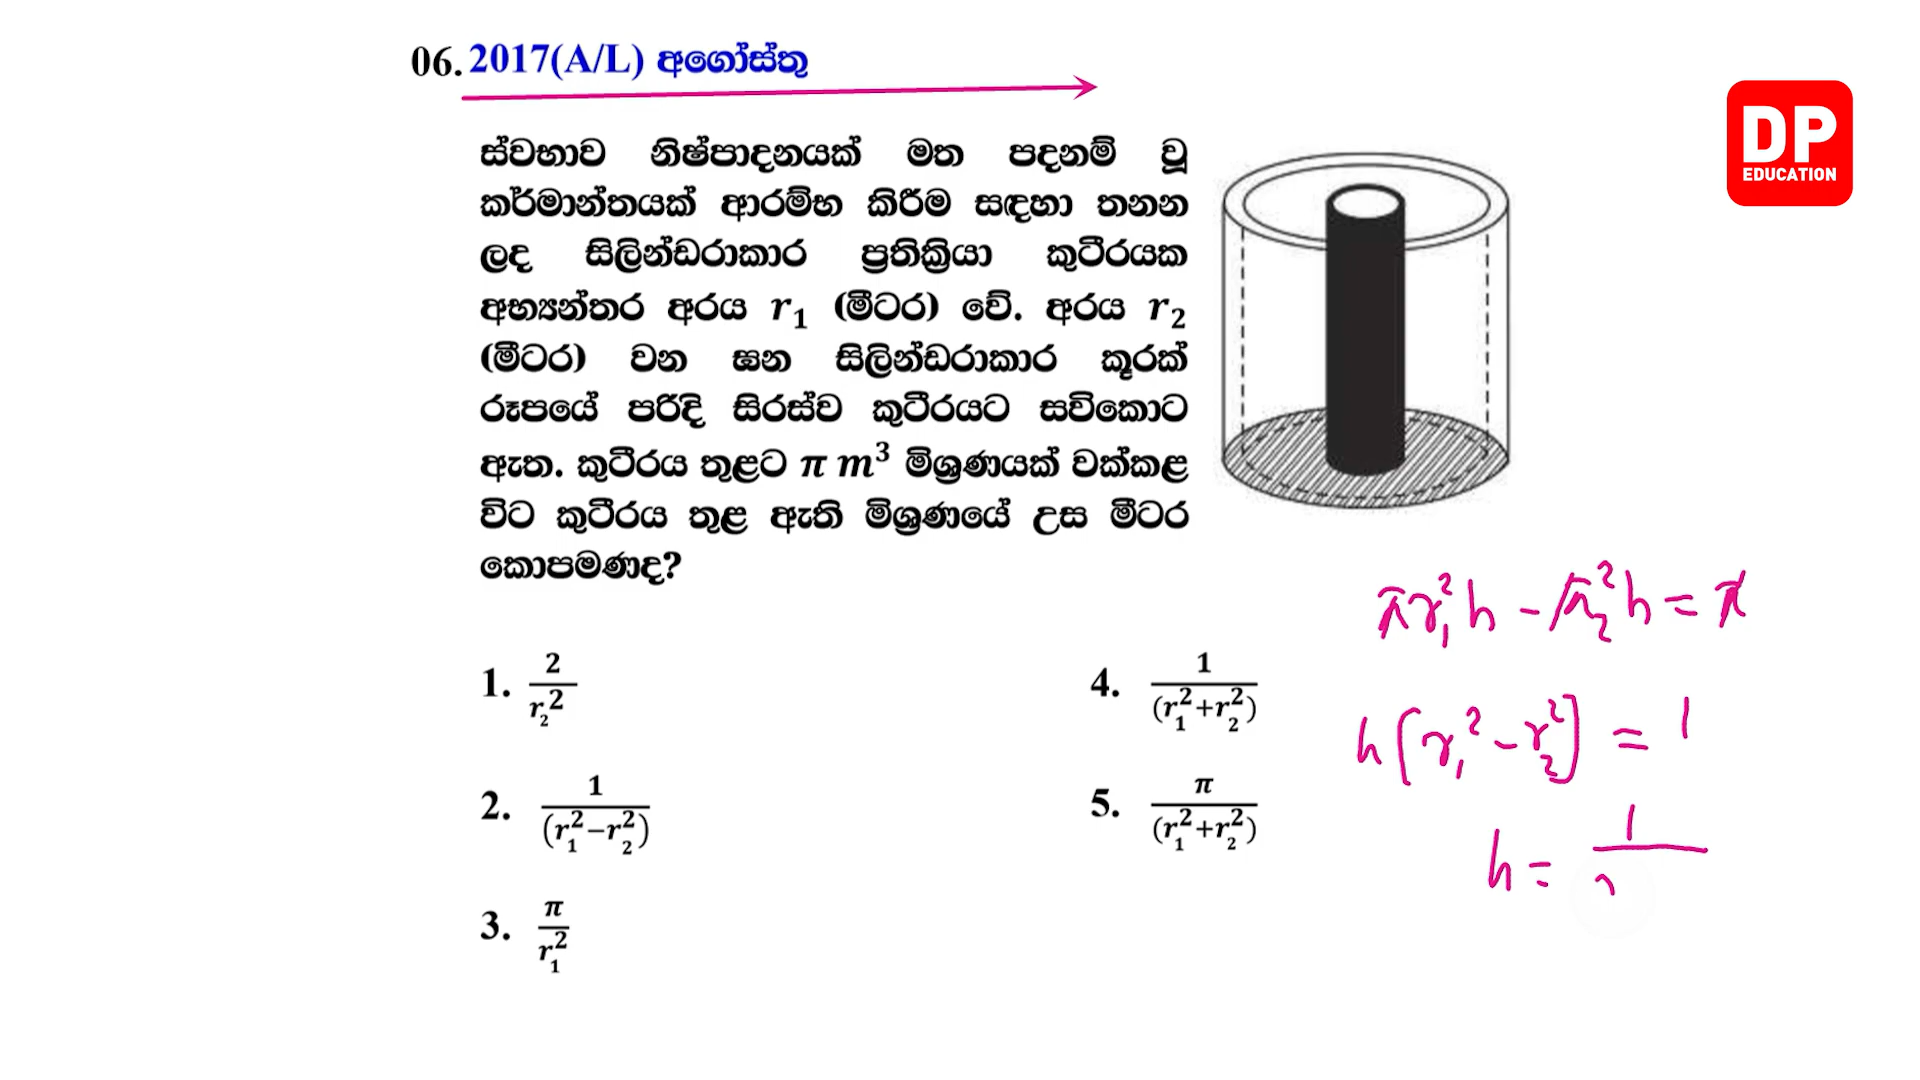 06. 2017(A/L) අගෝස්තු
DP
EDUCATION
ස්වභාව නිෂ්පාදනයක් මත පදනම් වූ
කර්මාන්තයක් ආරම්භ කිරීම සඳහා තනන
ලද සිලින්ඩරාකාර ප්‍රතික්‍රියා කුටීරයක
අභ්‍යන්තර අරය r₁ (මීටර) වේ. අරය r₂
(මීටර) වන ඝන සිලින්ඩරාකාර කූරක්
රූපයේ පරිදි සිරස්ව කුටීරයට සවිකොට
ඇත. කුටීරය තුළට π m³ මිශ්‍රණයක් වක්කළ
විට කුටීරය තුළ ඇති මිශ්‍රණයේ උස මීටර
කොපමණද?
1. 2/r₂²
2. 1/(r₁²−r₂²)
3. π/r₁²
4. 1/(r₁²+r₂²)
5. π/(r₁²+r₂²)
πr₁²h − πr₂²h = π
h[r₁² − r₂²] = 1
h = 1/